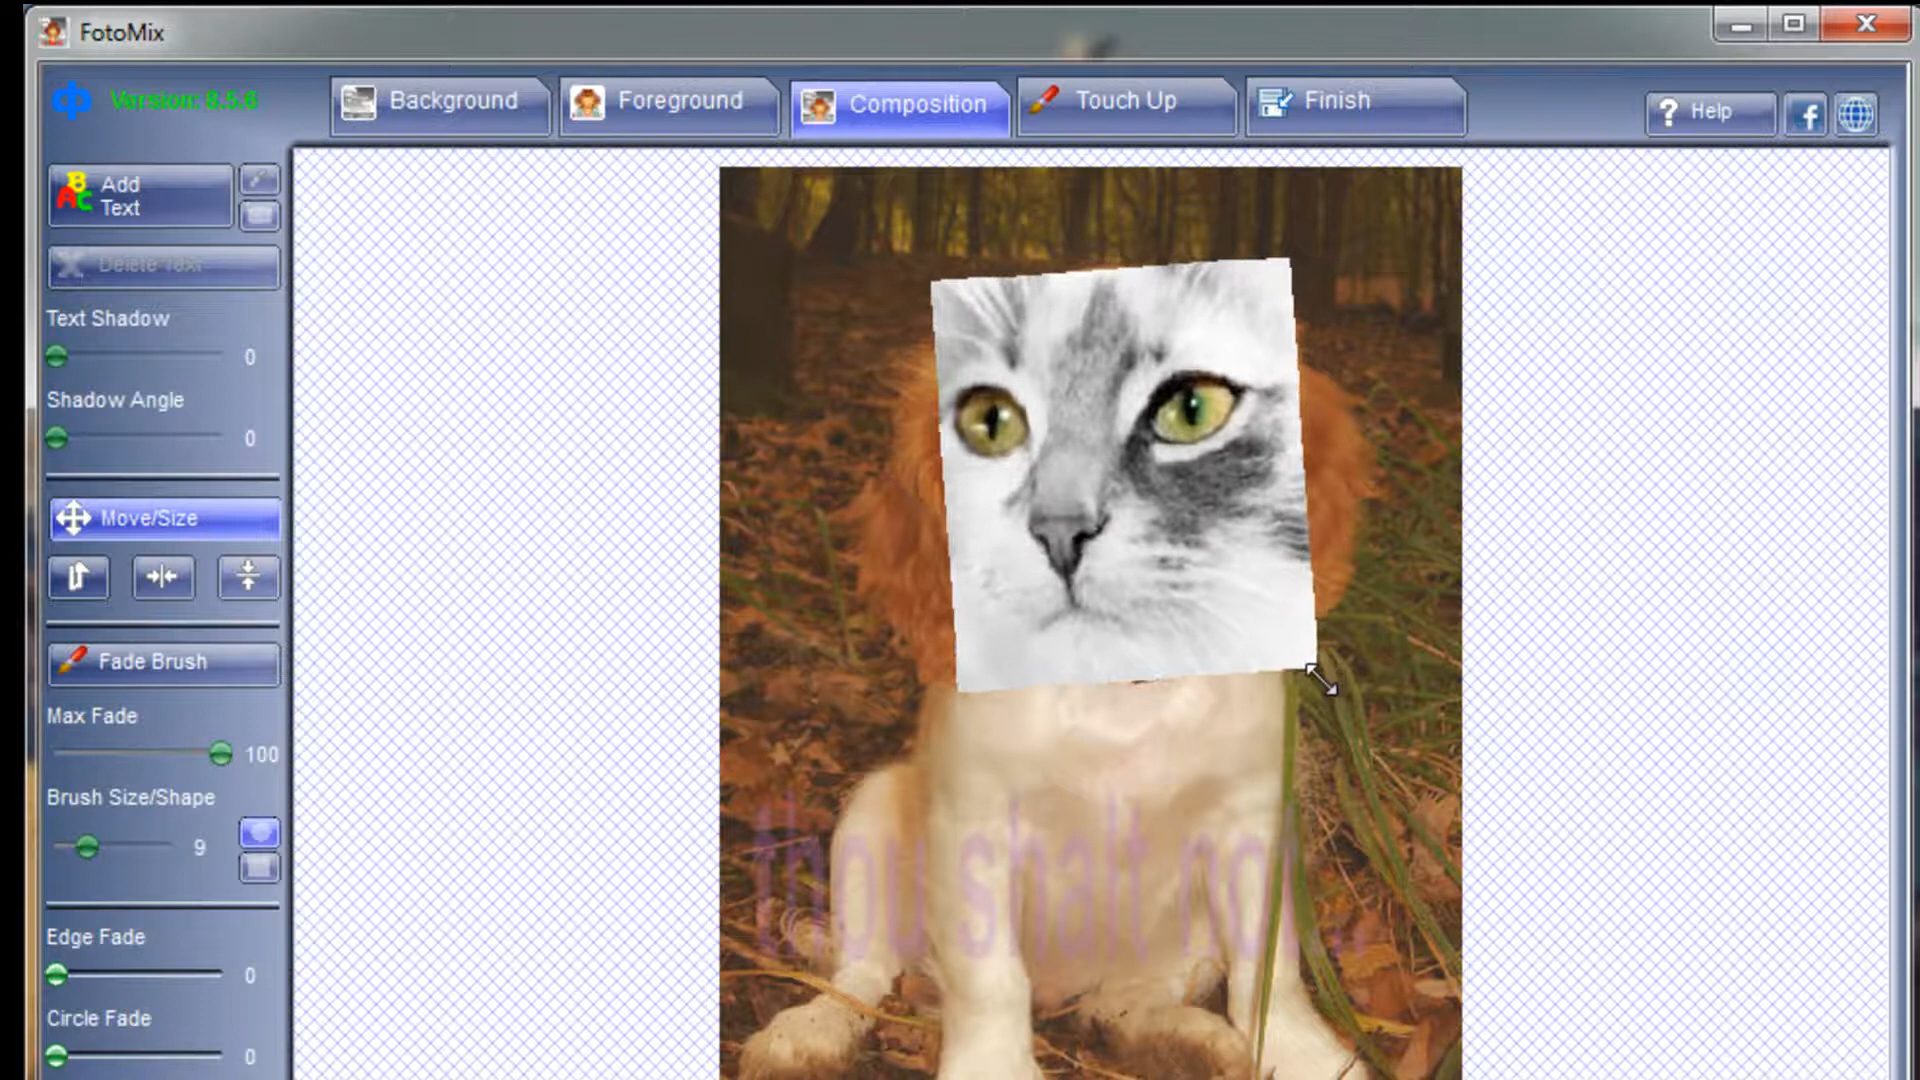 FotoMix
Version: 8.5.6
Background
Foreground
Composition
Touch Up
Finish
? Help
f
Add
Text
Delete Text
Text Shadow
0
Shadow Angle
0
Move/Size
Fade Brush
Max Fade
100
Brush Size/Shape
9
Edge Fade
0
Circle Fade
0
thou shalt not